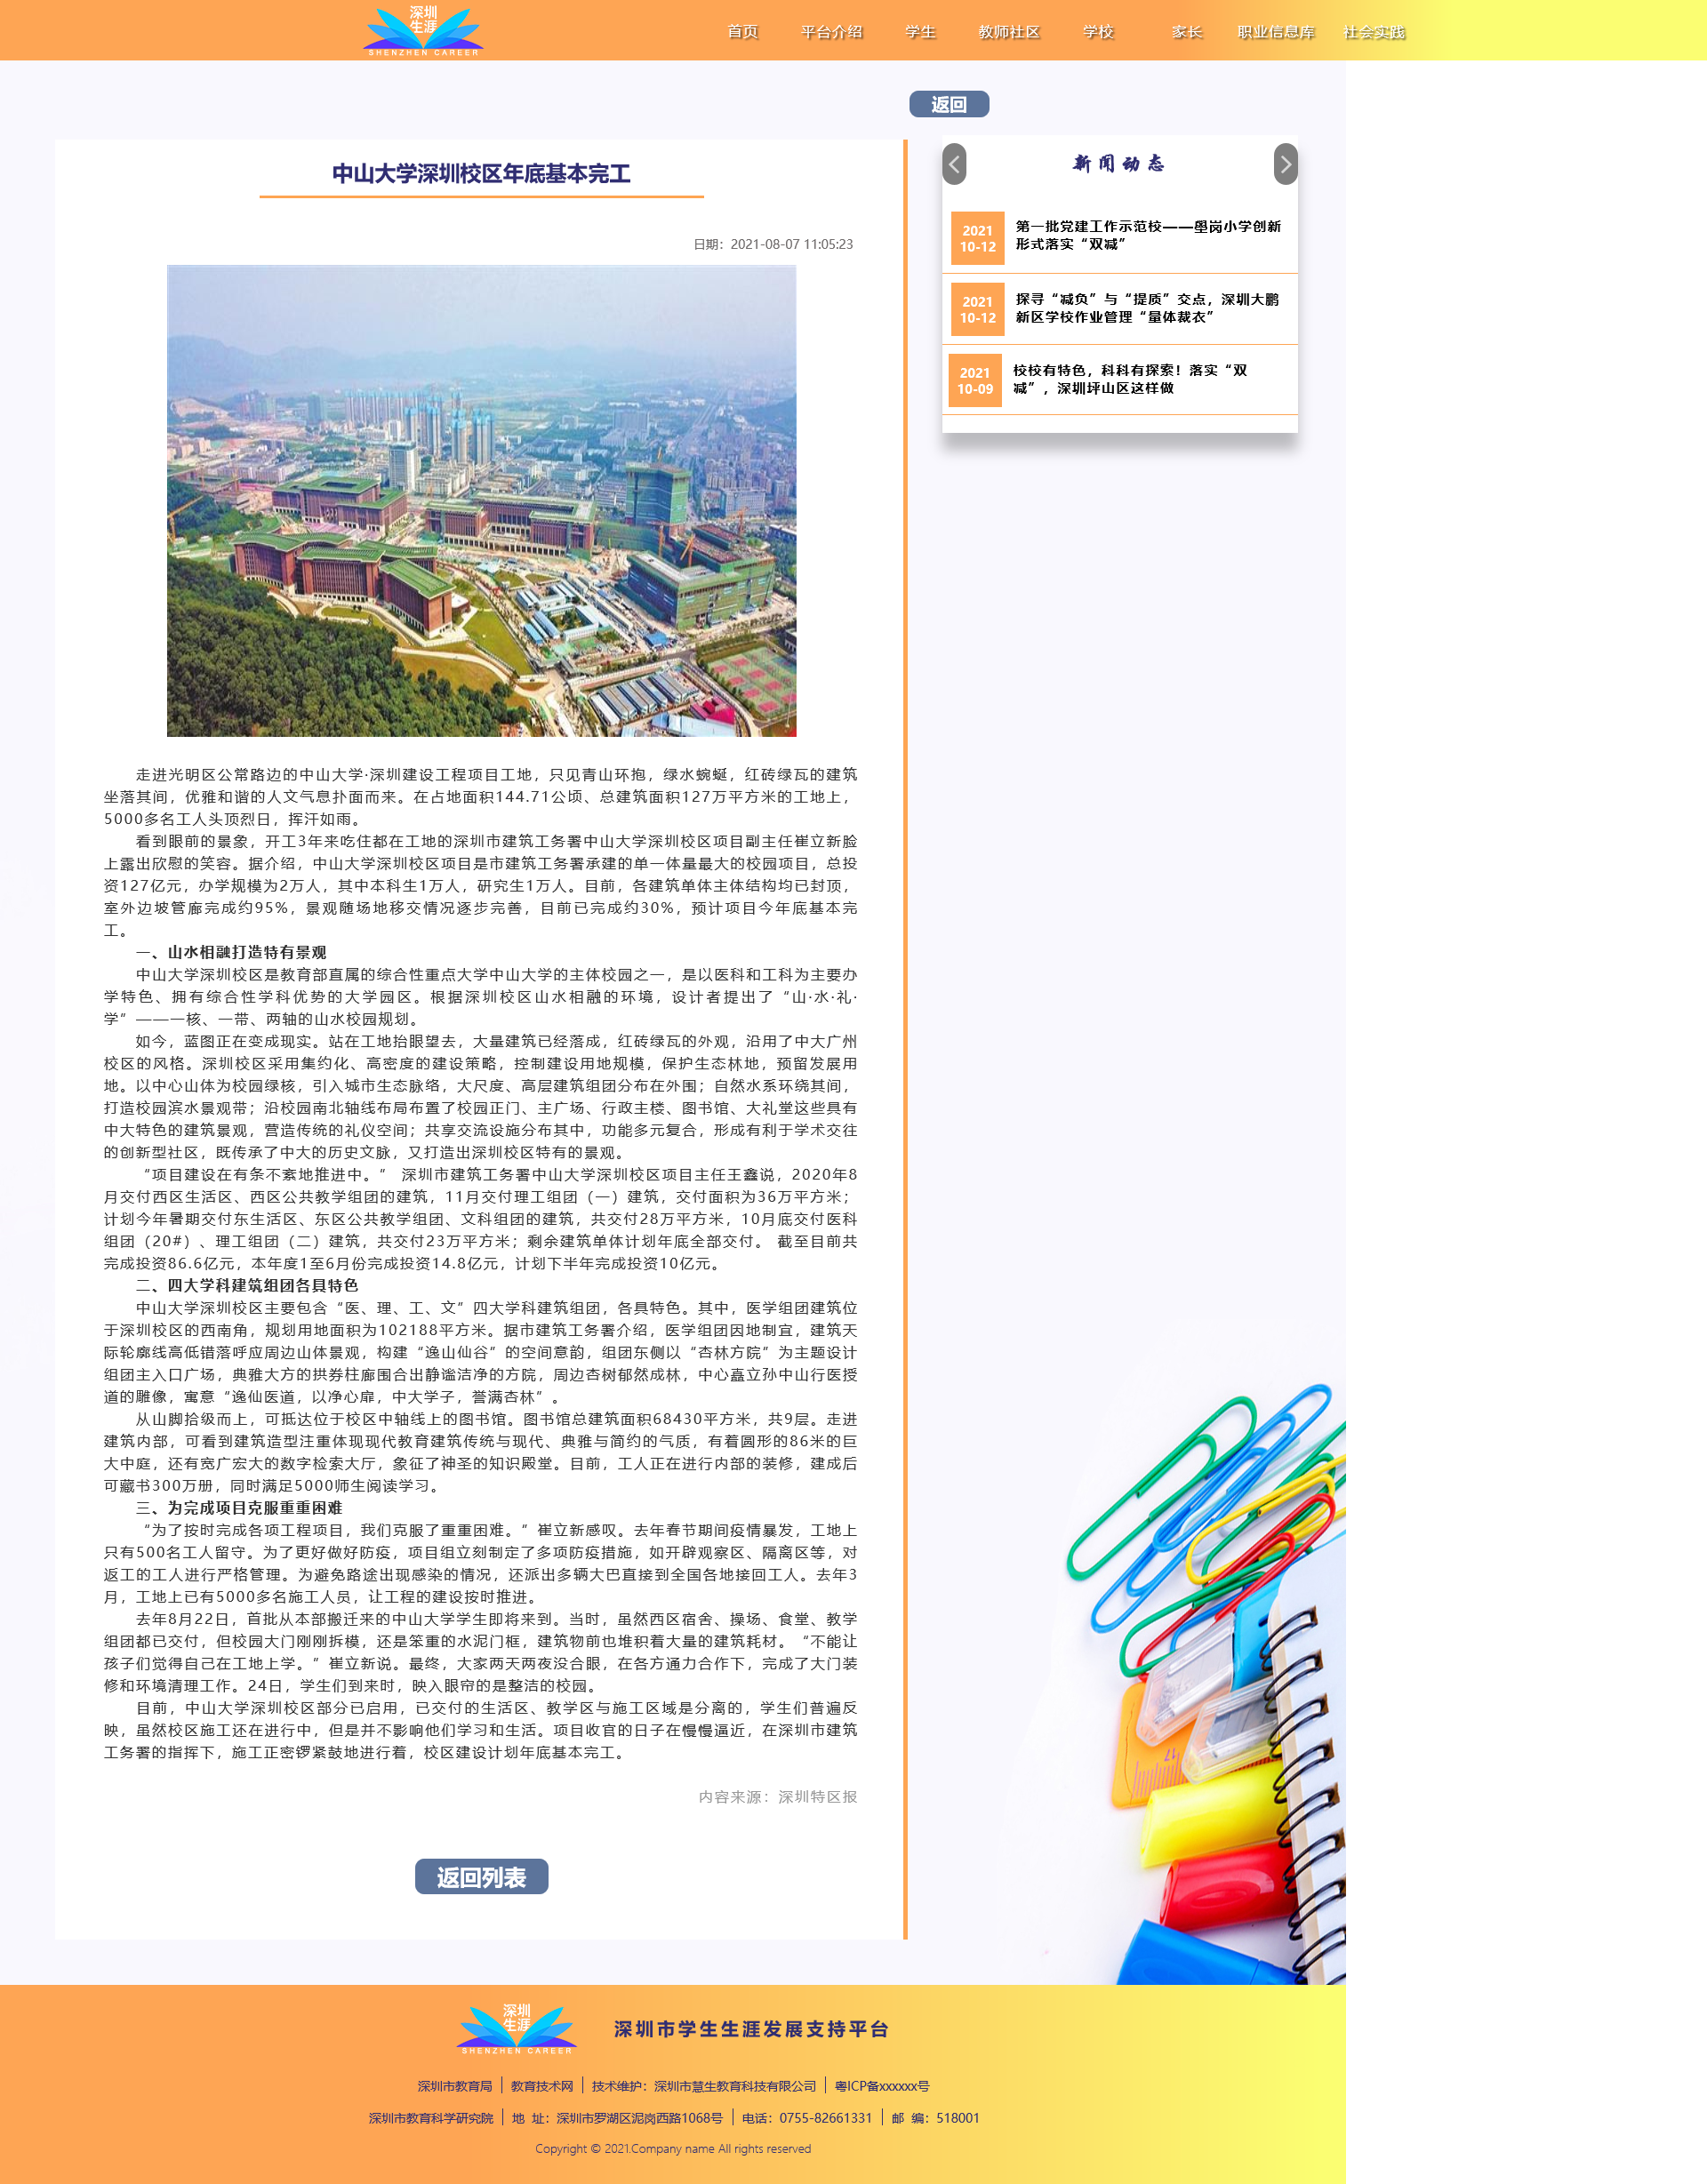 深圳
生涯
SHENZHEN CAREER
首页 平台介绍 学生 教师社区 学校 家长 职业信息库 社会实践
返回
中山大学深圳校区年底基本完工
日期：2021-08-07 11:05:23
走进光明区公常路边的中山大学·深圳建设工程项目工地，只见青山环抱，绿水蜿蜒，红砖绿瓦的建筑
坐落其间，优雅和谐的人文气息扑面而来。在占地面积144.71公顷、总建筑面积127万平方米的工地上，
5000多名工人头顶烈日，挥汗如雨。
看到眼前的景象，开工3年来吃住都在工地的深圳市建筑工务署中山大学深圳校区项目副主任崔立新脸
上露出欣慰的笑容。据介绍，中山大学深圳校区项目是市建筑工务署承建的单一体量最大的校园项目，总投
资127亿元，办学规模为2万人，其中本科生1万人，研究生1万人。目前，各建筑单体主体结构均已封顶，
室外边坡管廊完成约95%，景观随场地移交情况逐步完善，目前已完成约30%，预计项目今年底基本完
工。
一、山水相融打造特有景观
中山大学深圳校区是教育部直属的综合性重点大学中山大学的主体校园之一，是以医科和工科为主要办
学特色、拥有综合性学科优势的大学园区。根据深圳校区山水相融的环境，设计者提出了“山·水·礼·
学”——一核、一带、两轴的山水校园规划。
如今，蓝图正在变成现实。站在工地抬眼望去，大量建筑已经落成，红砖绿瓦的外观，沿用了中大广州
校区的风格。深圳校区采用集约化、高密度的建设策略，控制建设用地规模，保护生态林地，预留发展用
地。以中心山体为校园绿核，引入城市生态脉络，大尺度、高层建筑组团分布在外围；自然水系环绕其间，
打造校园滨水景观带；沿校园南北轴线布局布置了校园正门、主广场、行政主楼、图书馆、大礼堂这些具有
中大特色的建筑景观，营造传统的礼仪空间；共享交流设施分布其中，功能多元复合，形成有利于学术交往
的创新型社区，既传承了中大的历史文脉，又打造出深圳校区特有的景观。
“项目建设在有条不紊地推进中。” 深圳市建筑工务署中山大学深圳校区项目主任王鑫说，2020年8
月交付西区生活区、西区公共教学组团的建筑，11月交付理工组团（一）建筑，交付面积为36万平方米；
计划今年暑期交付东生活区、东区公共教学组团、文科组团的建筑，共交付28万平方米，10月底交付医科
组团（20#）、理工组团（二）建筑，共交付23万平方米；剩余建筑单体计划年底全部交付。 截至目前共
完成投资86.6亿元，本年度1至6月份完成投资14.8亿元，计划下半年完成投资10亿元。
二、四大学科建筑组团各具特色
中山大学深圳校区主要包含“医、理、工、文”四大学科建筑组团，各具特色。其中，医学组团建筑位
于深圳校区的西南角，规划用地面积为102188平方米。据市建筑工务署介绍，医学组团因地制宜，建筑天
际轮廓线高低错落呼应周边山体景观，构建“逸山仙谷”的空间意韵，组团东侧以“杏林方院”为主题设计
组团主入口广场，典雅大方的拱券柱廊围合出静谧洁净的方院，周边杏树郁然成林，中心矗立孙中山行医授
道的雕像，寓意“逸仙医道，以净心扉，中大学子，誉满杏林”。
从山脚拾级而上，可抵达位于校区中轴线上的图书馆。图书馆总建筑面积68430平方米，共9层。走进
建筑内部，可看到建筑造型注重体现现代教育建筑传统与现代、典雅与简约的气质，有着圆形的86米的巨
大中庭，还有宽广宏大的数字检索大厅，象征了神圣的知识殿堂。目前，工人正在进行内部的装修，建成后
可藏书300万册，同时满足5000师生阅读学习。
三、为完成项目克服重重困难
“为了按时完成各项工程项目，我们克服了重重困难。”崔立新感叹。去年春节期间疫情暴发，工地上
只有500名工人留守。为了更好做好防疫，项目组立刻制定了多项防疫措施，如开辟观察区、隔离区等，对
返工的工人进行严格管理。为避免路途出现感染的情况，还派出多辆大巴直接到全国各地接回工人。去年3
月，工地上已有5000多名施工人员，让工程的建设按时推进。
去年8月22日，首批从本部搬迁来的中山大学学生即将来到。当时，虽然西区宿舍、操场、食堂、教学
组团都已交付，但校园大门刚刚拆模，还是笨重的水泥门框，建筑物前也堆积着大量的建筑耗材。“不能让
孩子们觉得自己在工地上学。”崔立新说。最终，大家两天两夜没合眼，在各方通力合作下，完成了大门装
修和环境清理工作。24日，学生们到来时，映入眼帘的是整洁的校园。
目前，中山大学深圳校区部分已启用，已交付的生活区、教学区与施工区域是分离的，学生们普遍反
映，虽然校区施工还在进行中，但是并不影响他们学习和生活。项目收官的日子在慢慢逼近，在深圳市建筑
工务署的指挥下，施工正密锣紧鼓地进行着，校区建设计划年底基本完工。
内容来源：深圳特区报
返回列表
新闻动态
2021
10-12
第一批党建工作示范校——壆岗小学创新
形式落实“双减”
2021
10-12
探寻“减负”与“提质”交点，深圳大鹏
新区学校作业管理“量体裁衣”
2021
10-09
校校有特色，科科有探索！落实“双
减”，深圳坪山区这样做
深圳
生涯
SHENZHEN CAREER
深圳市学生生涯发展支持平台
深圳市教育局 教育技术网 技术维护：深圳市慧生教育科技有限公司 粤ICP备xxxxxx号
深圳市教育科学研究院 地 址：深圳市罗湖区泥岗西路1068号 电话：0755-82661331 邮 编：518001
Copyright © 2021.Company name All rights reserved